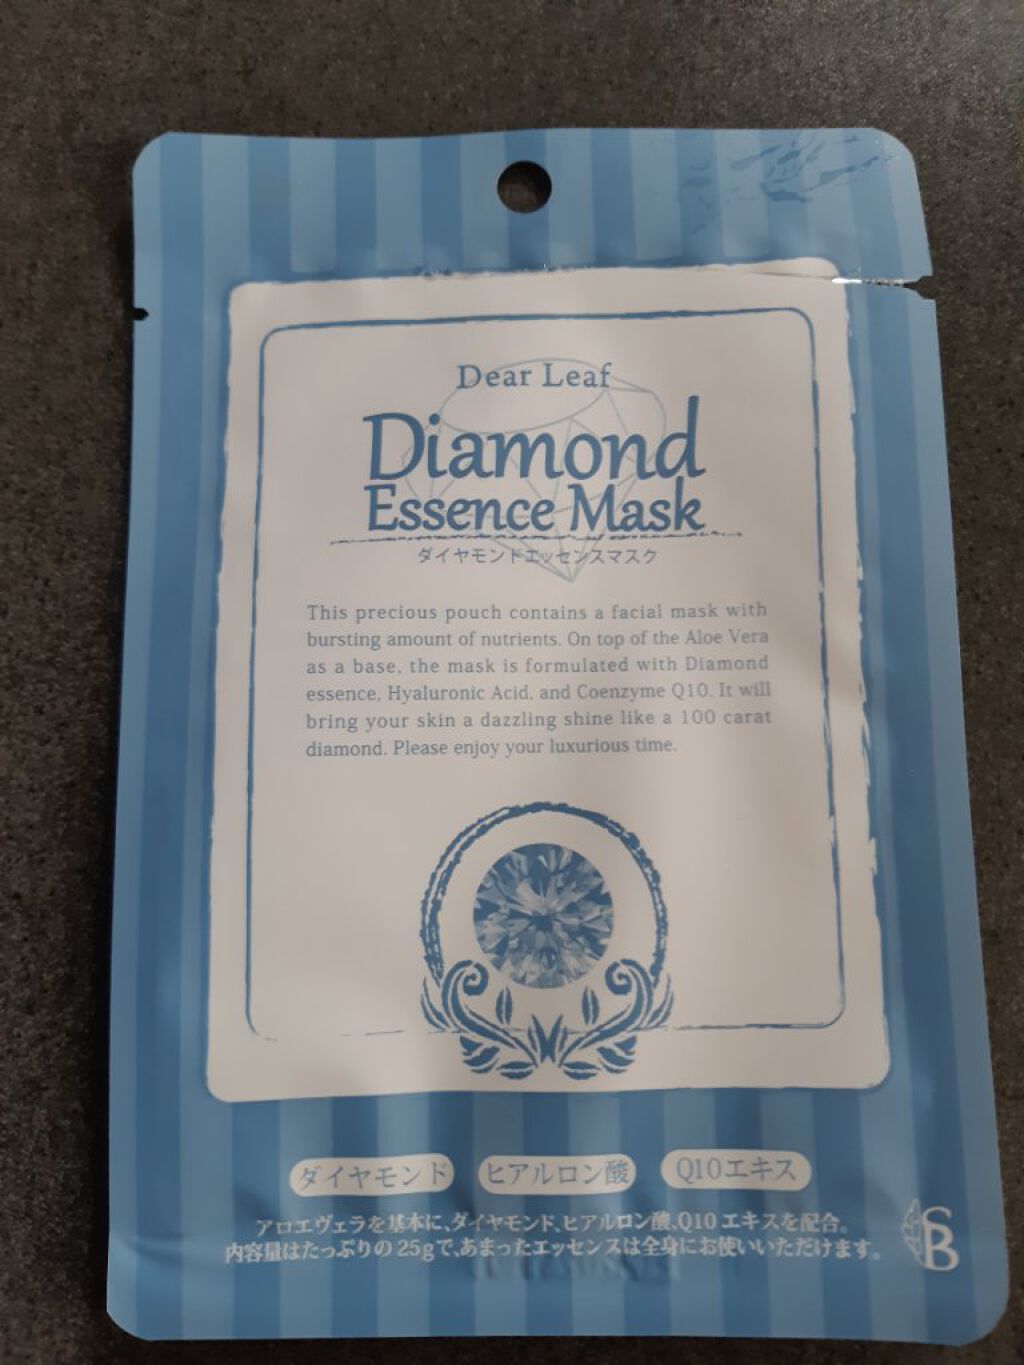 Dear Leaf
Diamond
Essence Mask
ダイヤモンドエッセンスマスク
This precious pouch contains a facial mask with
bursting amount of nutrients. On top of the Aloe Vera
as a base, the mask is formulated with Diamond
essence, Hyaluronic Acid, and Coenzyme Q10. It will
bring your skin a dazzling shine like a 100 carat
diamond. Please enjoy your luxurious time.
ダイヤモンド ヒアルロン酸 Q10エキス
アロエヴェラを基本に、ダイヤモンド、ヒアルロン酸、Q10 エキスを配合。
内容量はたっぷりの 25gで、あまったエッセンスは全身にお使いいただけます。
SB